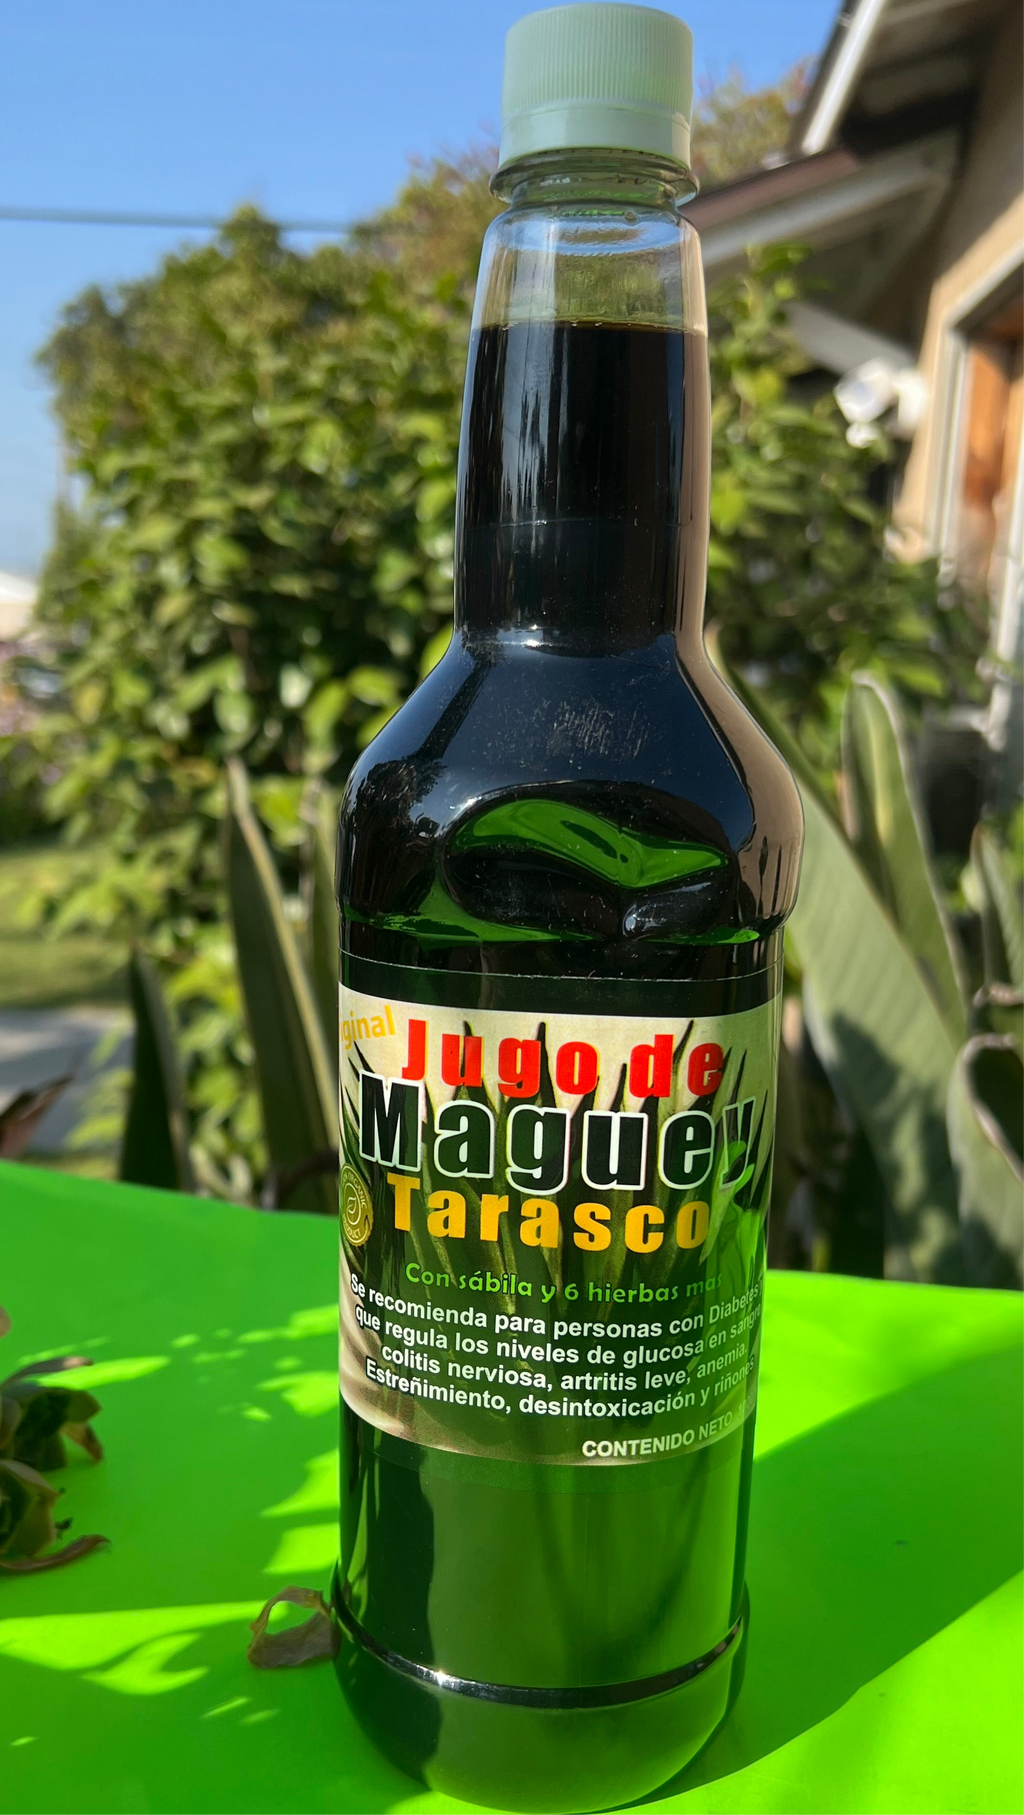 Jugo de
Maguey
Tarasco
Con sábila y 6 hierbas mas
Se recomienda para personas con Diabetes
que regula los niveles de glucosa en sangre
colitis nerviosa, artritis leve, anemia.
Estreñimiento, desintoxicación y riñones
CONTENIDO NETO